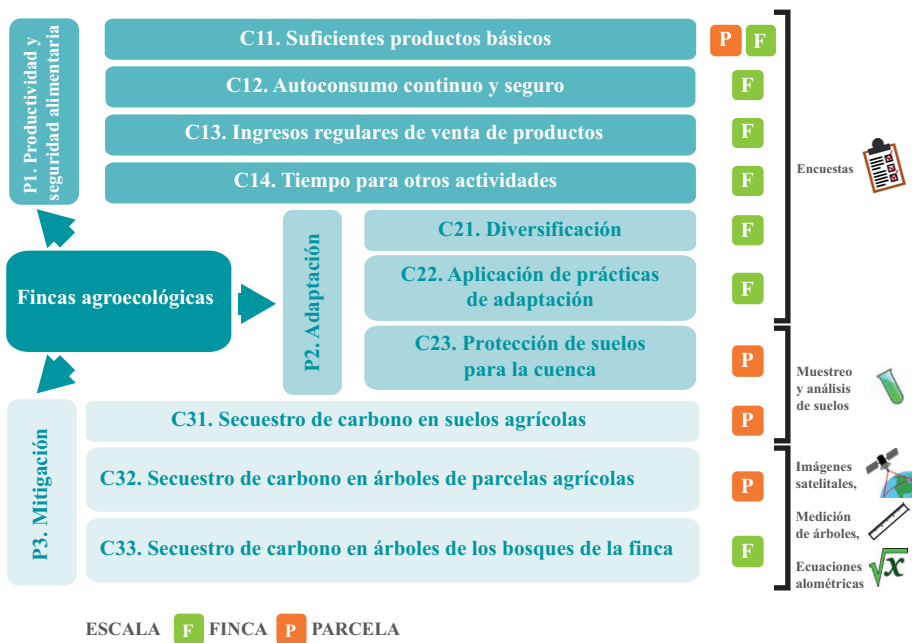 P1. Productividad y
seguridad alimentaria
C11. Suficientes productos básicos
P F
C12. Autoconsumo continuo y seguro
F
C13. Ingresos regulares de venta de productos
F
C14. Tiempo para otros actividades
F
Encuestas
Fincas agroecológicas
P2. Adaptación
C21. Diversificación
F
C22. Aplicación de prácticas
de adaptación
F
C23. Protección de suelos
para la cuenca
P
Muestreo
y análisis
de suelos
P3. Mitigación
C31. Secuestro de carbono en suelos agrícolas
P
C32. Secuestro de carbono en árboles de parcelas agrícolas
P
C33. Secuestro de carbono en árboles de los bosques de la finca
F
Imágenes
satelitales,
Medición
de árboles,
Ecuaciones
alométricas
√x
ESCALA F FINCA P PARCELA